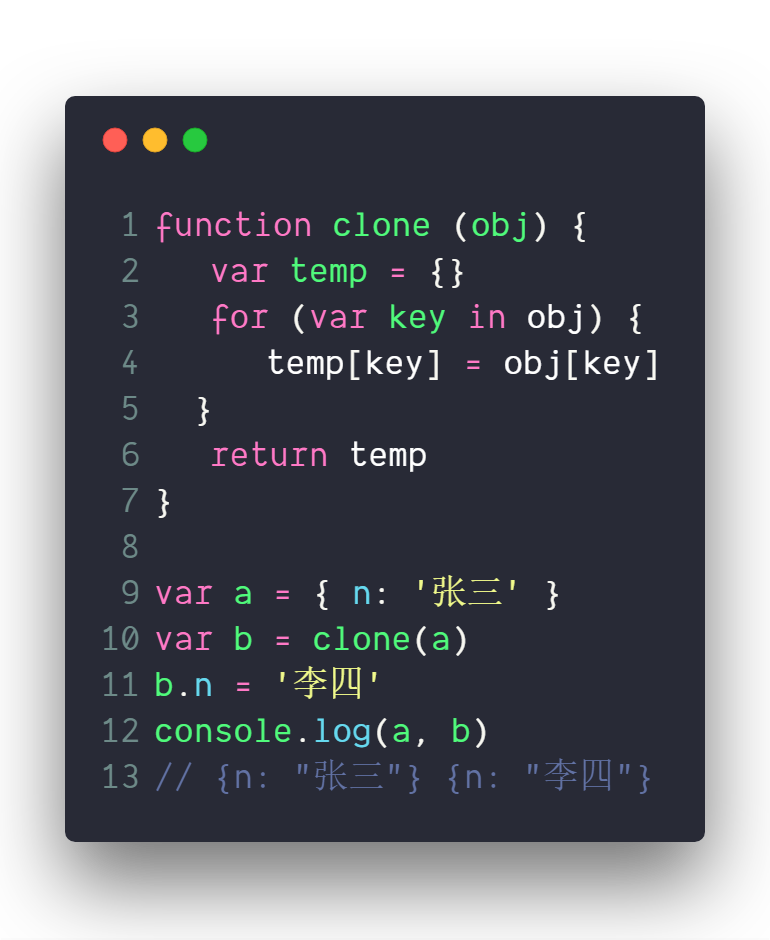 1 function clone (obj) {
2    var temp = {}
3    for (var key in obj) {
4       temp[key] = obj[key]
5   }
6    return temp
7 }
8
9 var a = { n: '张三' }
10 var b = clone(a)
11 b.n = '李四'
12 console.log(a, b)
13 // {n: "张三"} {n: "李四"}